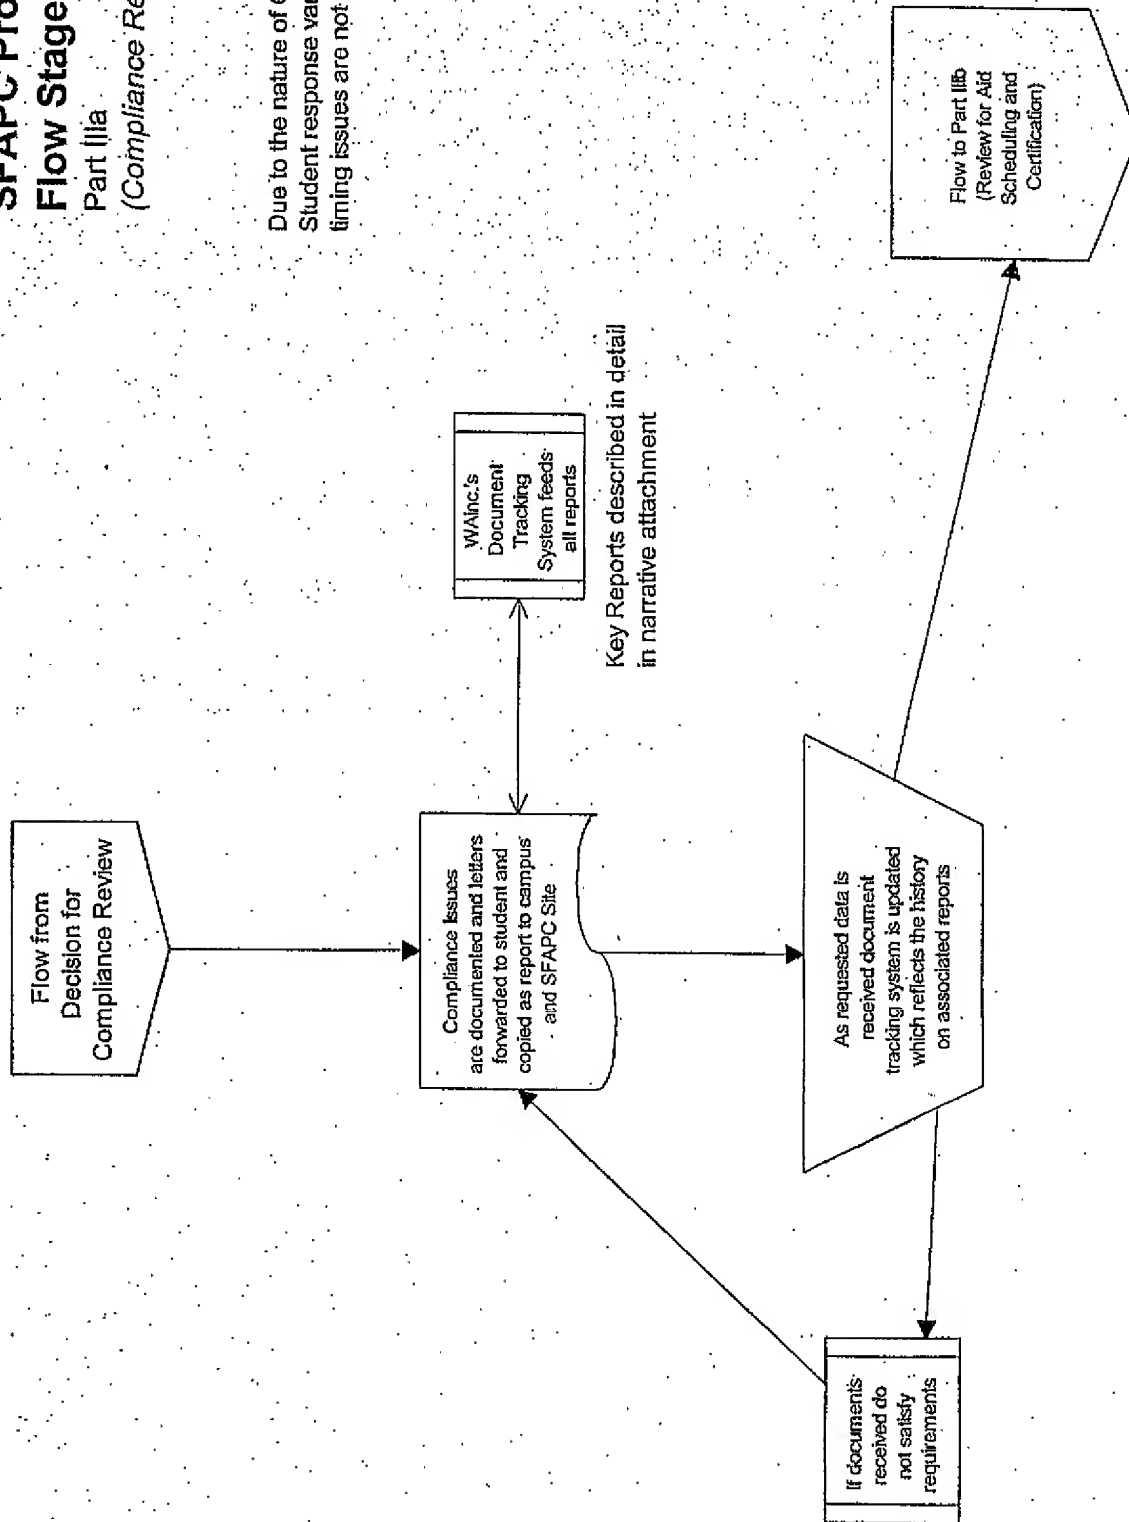 SFAPC Pro
Flow Stage
Part IIIa
(Compliance Re
Due to the nature of
Student response var
timing issues are not
Flow from
Decision for
Compliance Review
Compliance Issues
are documented and letters
forwarded to student and
copied as report to campus
and SFAPC Site
WAinc.'s
Document
Tracking
System feeds
all reports
Key Reports described in detail
in narrative attachment
As requested data is
received document
tracking system is updated
which reflects the history
on associated reports
If documents
received do
not satisfy
requirements
Flow to Part IIIb
(Review for Aid
Scheduling and
Certification)